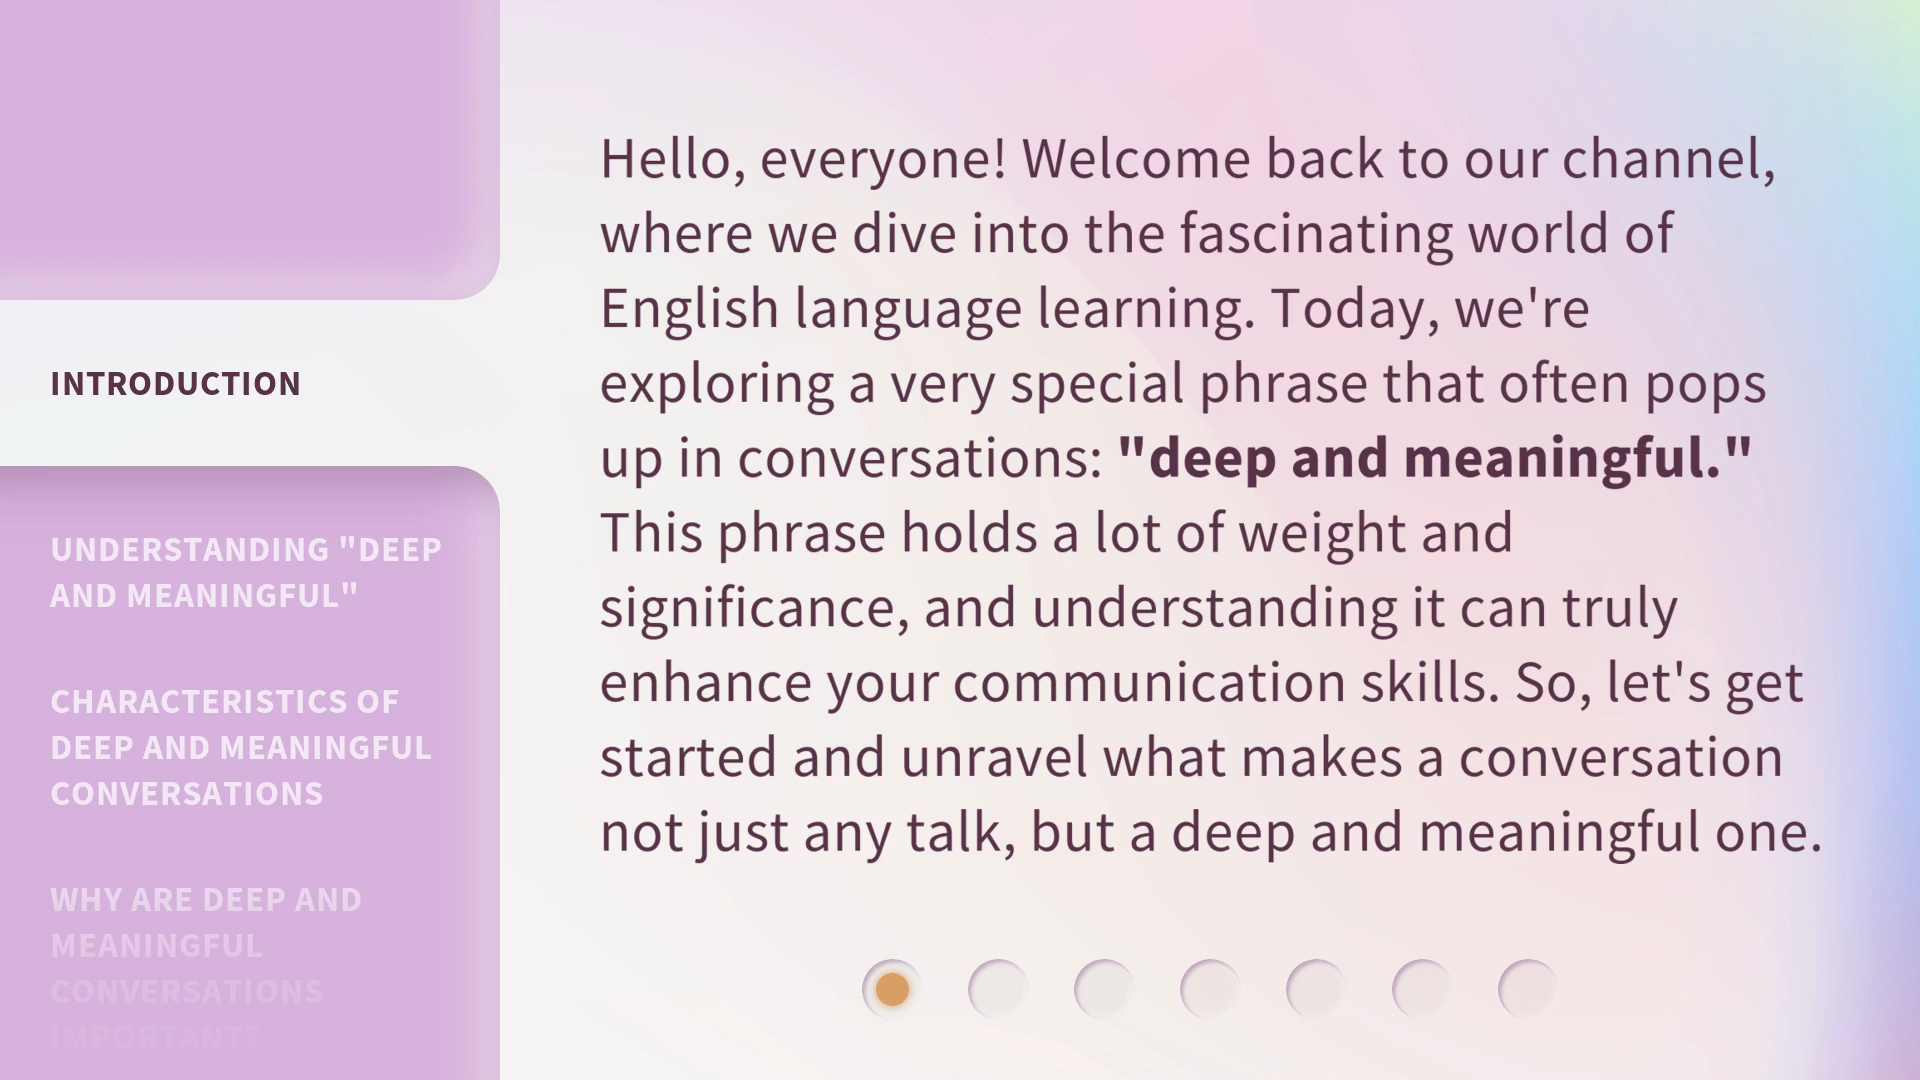 INTRODUCTION
UNDERSTANDING "DEEP
AND MEANINGFUL"
CHARACTERISTICS OF
DEEP AND MEANINGFUL
CONVERSATIONS
WHY ARE DEEP AND
MEANINGFUL
CONVERSATIONS
IMPORTANT?
Hello, everyone! Welcome back to our channel,
where we dive into the fascinating world of
English language learning. Today, we're
exploring a very special phrase that often pops
up in conversations: "deep and meaningful."
This phrase holds a lot of weight and
significance, and understanding it can truly
enhance your communication skills. So, let's get
started and unravel what makes a conversation
not just any talk, but a deep and meaningful one.